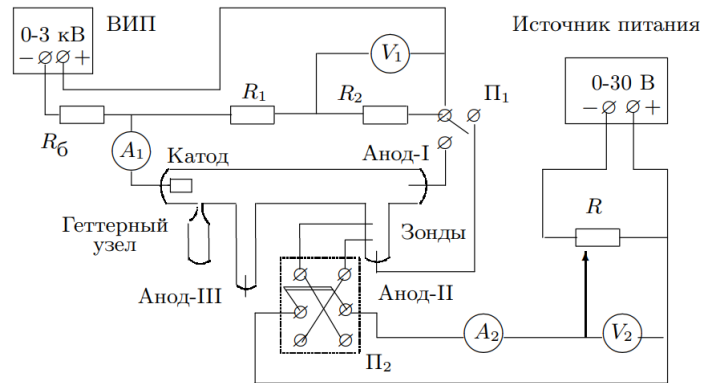 ВИП
Источник питания
0-3 кВ
− +
V1
0-30 В
− +
R1
R2
П1
Rб
A1
Катод
Анод-I
R
Геттерный
узел
Зонды
Анод-III
Анод-II
A2
V2
П2